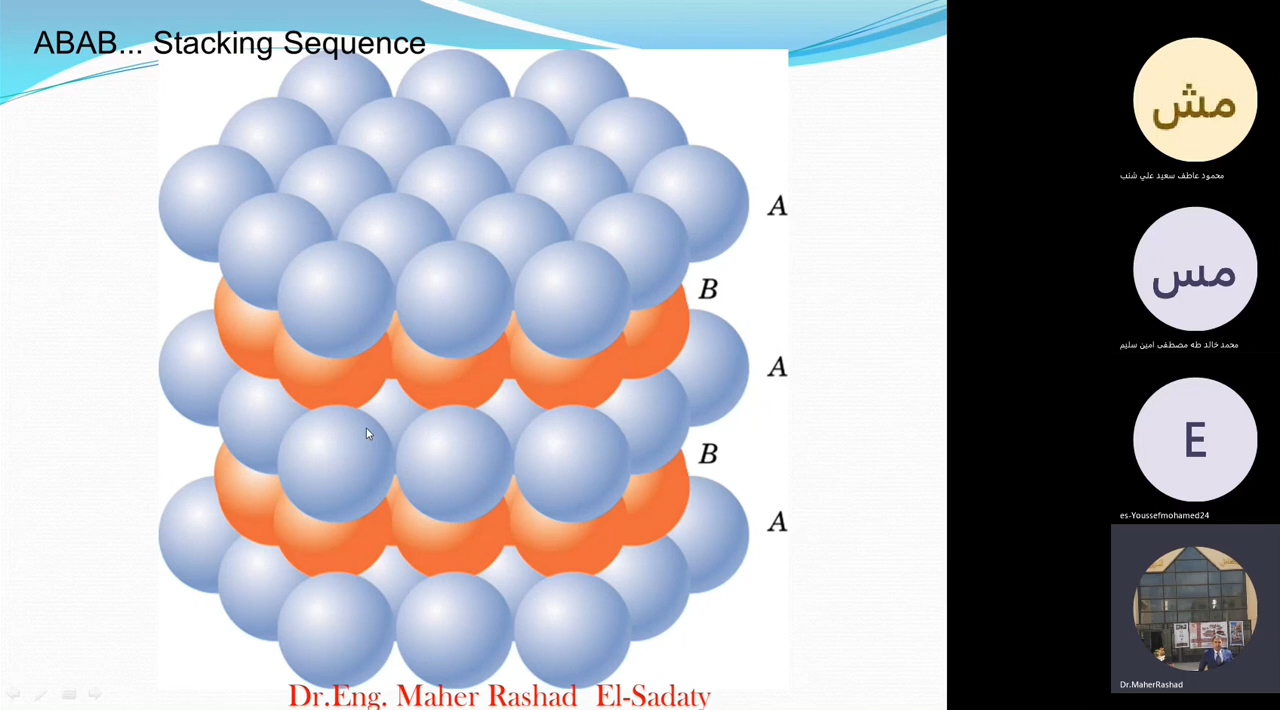 ABAB... Stacking Sequence
A
B
A
B
A
Dr.Eng. Maher Rashad El-Sadaty
مش
محمود عاطف سعيد علي شنب
مس
محمد خالد طه مصطفى امين سليم
E
es-Youssefmohamed24
Dr.MaherRashad